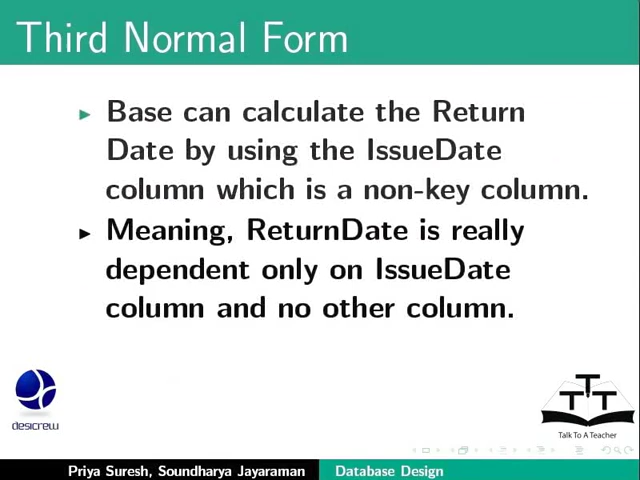 Third Normal Form
Base can calculate the Return
Date by using the IssueDate
column which is a non-key column.
Meaning, ReturnDate is really
dependent only on IssueDate
column and no other column.
desicrew
T T T
Talk To A Teacher
Priya Suresh, Soundharya Jayaraman Database Design